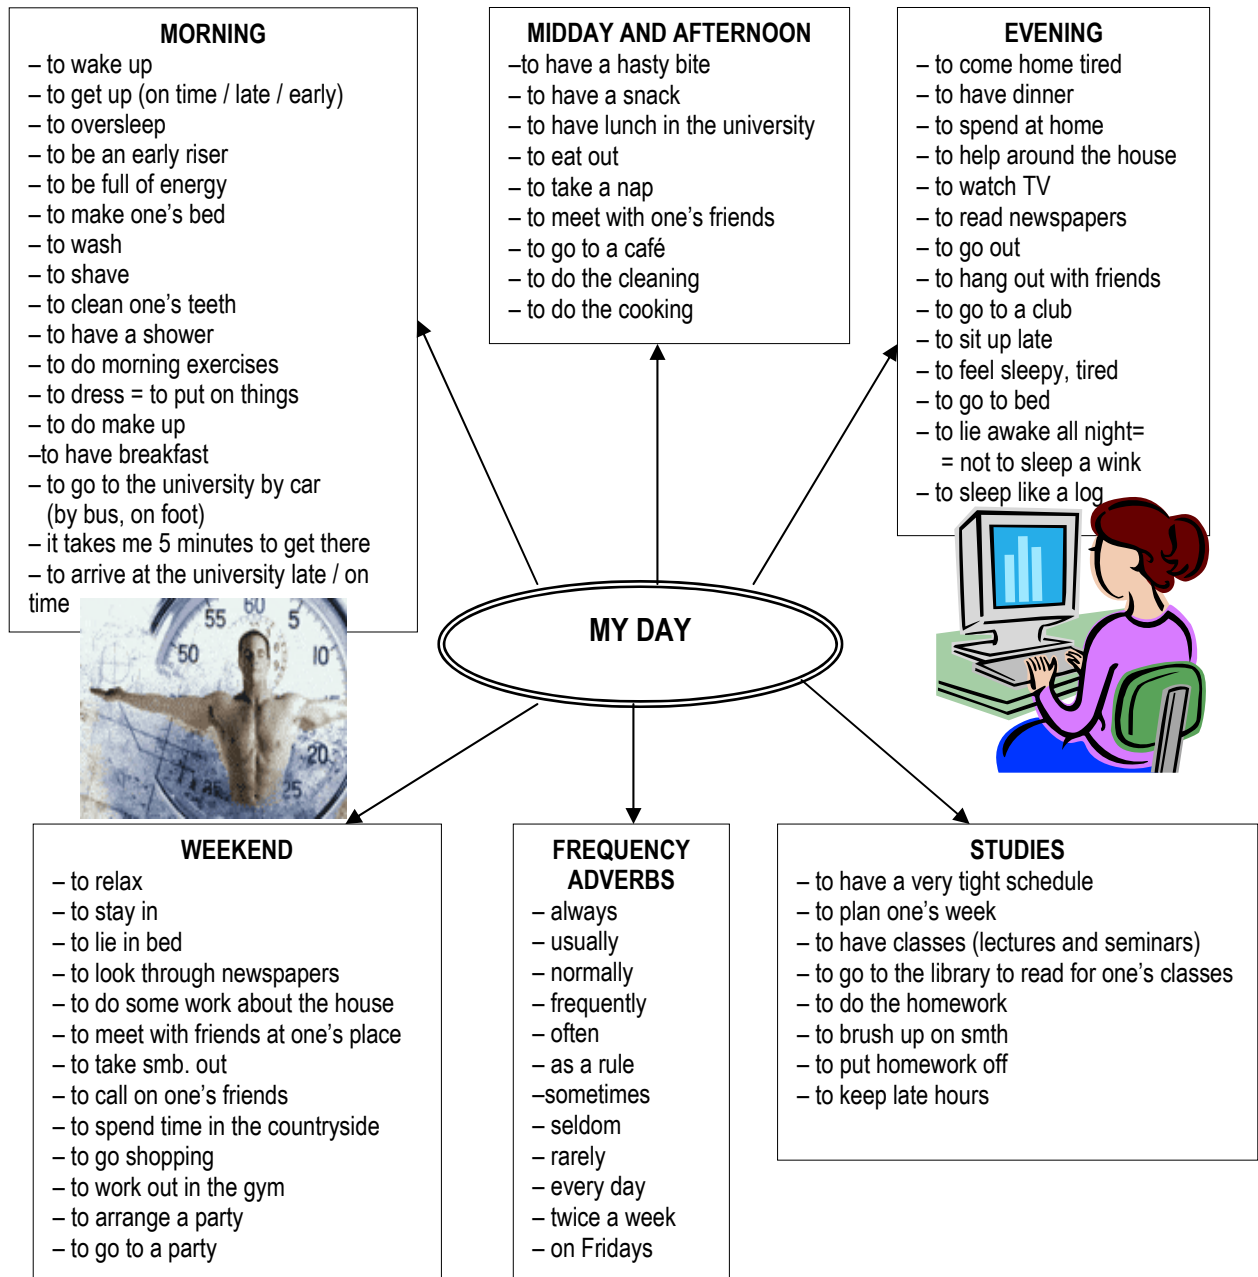 MORNING
– to wake up
– to get up (on time / late / early)
– to oversleep
– to be an early riser
– to be full of energy
– to make one’s bed
– to wash
– to shave
– to clean one’s teeth
– to have a shower
– to do morning exercises
– to dress = to put on things
– to do make up
–to have breakfast
– to go to the university by car
(by bus, on foot)
– it takes me 5 minutes to get there
– to arrive at the university late / on
time
MIDDAY AND AFTERNOON
–to have a hasty bite
– to have a snack
– to have lunch in the university
– to eat out
– to take a nap
– to meet with one’s friends
– to go to a café
– to do the cleaning
– to do the cooking
EVENING
– to come home tired
– to have dinner
– to spend at home
– to help around the house
– to watch TV
– to read newspapers
– to go out
– to hang out with friends
– to go to a club
– to sit up late
– to feel sleepy, tired
– to go to bed
– to lie awake all night=
= not to sleep a wink
– to sleep like a log
MY DAY
55 60 5
50 10
20
35 25
WEEKEND
– to relax
– to stay in
– to lie in bed
– to look through newspapers
– to do some work about the house
– to meet with friends at one’s place
– to take smb. out
– to call on one’s friends
– to spend time in the countryside
– to go shopping
– to work out in the gym
– to arrange a party
– to go to a party
FREQUENCY
ADVERBS
– always
– usually
– normally
– frequently
– often
– as a rule
–sometimes
– seldom
– rarely
– every day
– twice a week
– on Fridays
STUDIES
– to have a very tight schedule
– to plan one’s week
– to have classes (lectures and seminars)
– to go to the library to read for one’s classes
– to do the homework
– to brush up on smth
– to put homework off
– to keep late hours